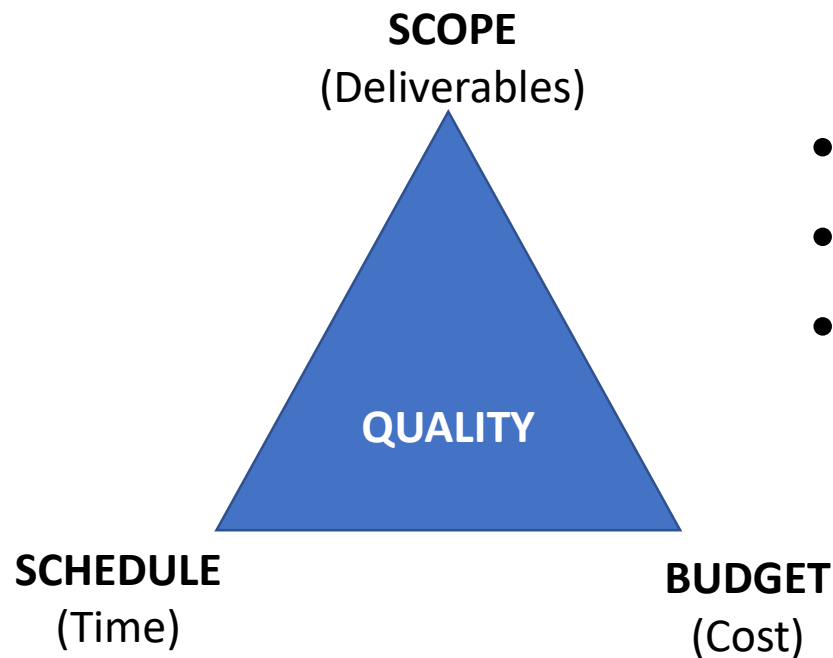 SCOPE
(Deliverables)
•
•
•
QUALITY
SCHEDULE
(Time)
BUDGET
(Cost)